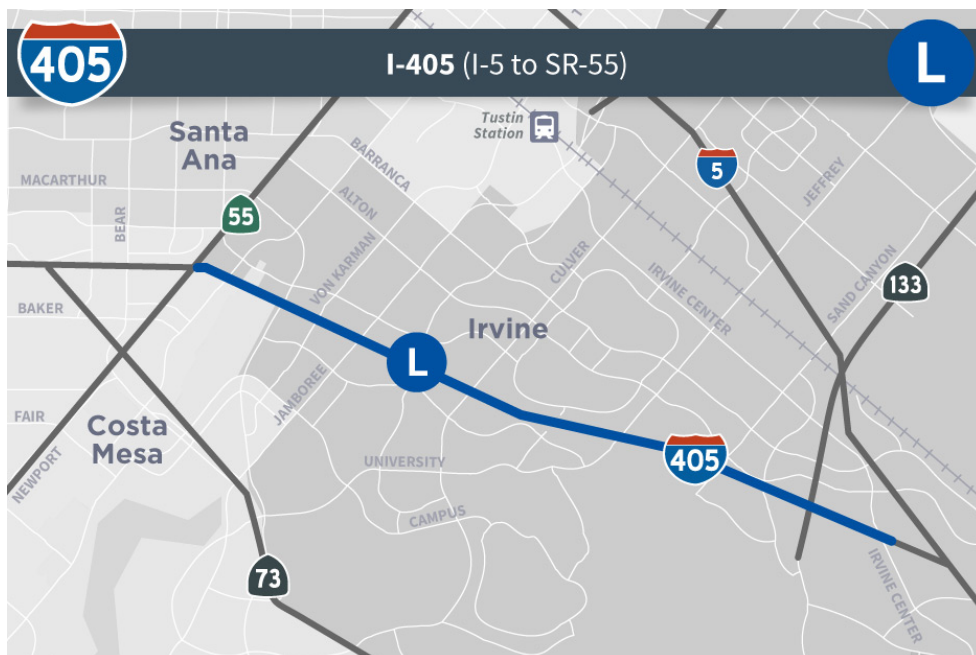 405
I-405 (I-5 to SR-55)
L
Santa
Ana
Tustin
Station
BARRANCA
5
JEFFREY
MACARTHUR
BEAR
55
ALTON
VON KARMAN
CULVER
IRVINE CENTER
SAND CANYON
133
BAKER
Irvine
L
JAMBOREE
FAIR
Costa
Mesa
NEWPORT
UNIVERSITY
405
CAMPUS
73
IRVINE CENTER